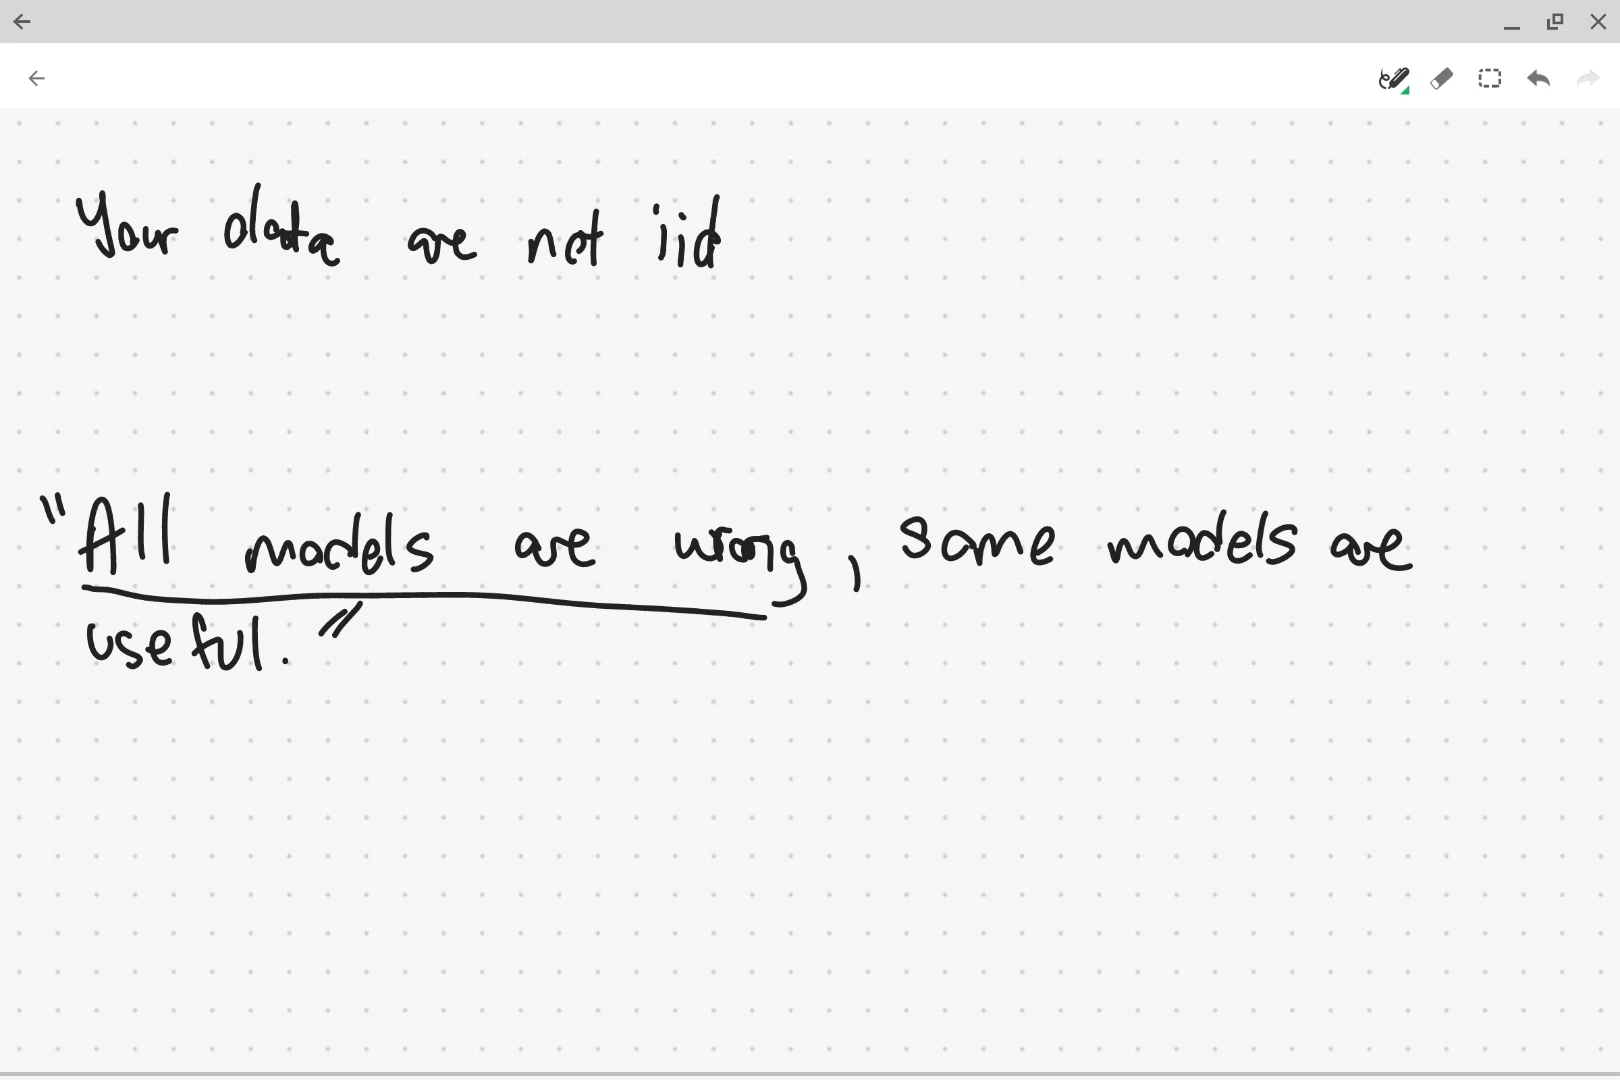 Your data are not iid
"All models are wrong, some models are
useful."